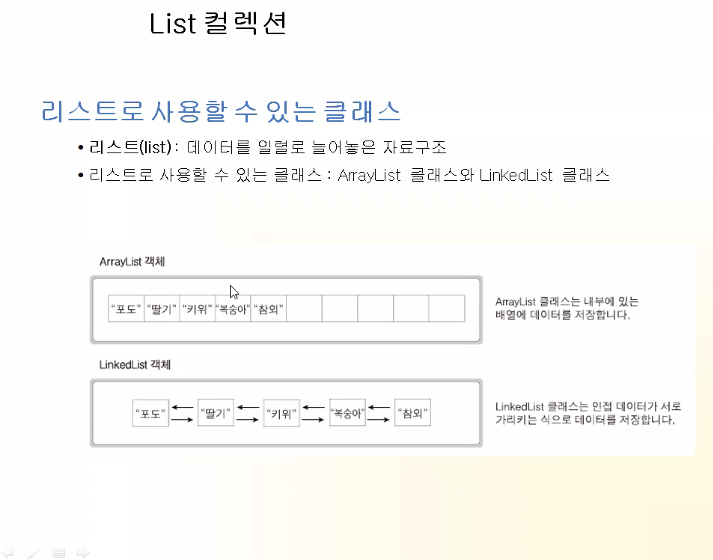 List 컬렉션
리스트로 사용할 수 있는 클래스
• 리스트(list) : 데이터를 일렬로 늘어놓은 자료구조
• 리스트로 사용할 수 있는 클래스 : ArrayList 클래스와 LinkedList 클래스
ArrayList 객체
"포도" "딸기" "키위" "복숭아" "참외"
ArrayList 클래스는 내부에 있는
배열에 데이터를 저장합니다.
LinkedList 객체
"포도" "딸기" "키위" "복숭아" "참외"
LinkedList 클래스는 인접 데이터가 서로
가리키는 식으로 데이터를 저장합니다.